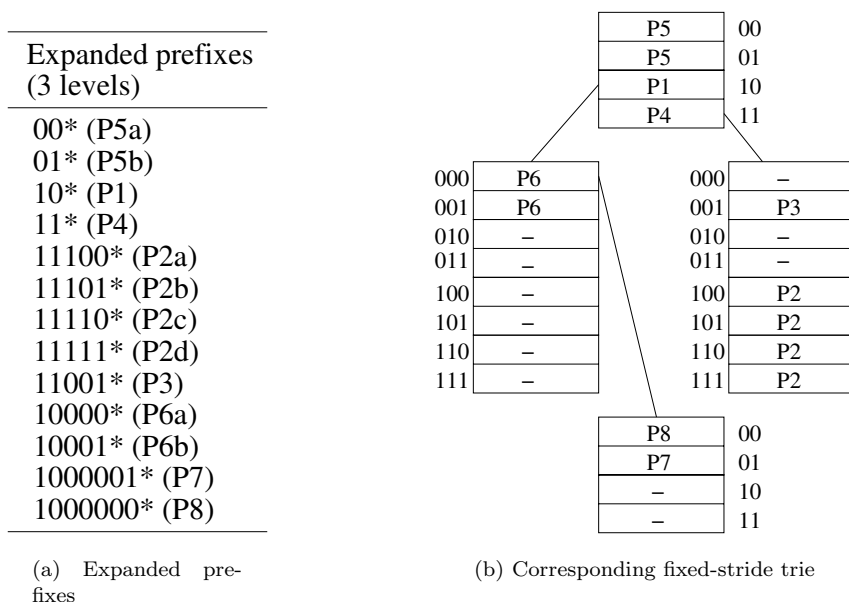 Expanded prefixes
(3 levels)
00* (P5a)
01* (P5b)
10* (P1)
11* (P4)
11100* (P2a)
11101* (P2b)
11110* (P2c)
11111* (P2d)
11001* (P3)
10000* (P6a)
10001* (P6b)
1000001* (P7)
1000000* (P8)
(a) Expanded pre-
fixes
P5 00
P5 01
P1 10
P4 11
000 P6
001 P6
010 –
011 –
100 –
101 –
110 –
111 –
000 –
001 P3
010 –
011 –
100 P2
101 P2
110 P2
111 P2
P8 00
P7 01
– 10
– 11
(b) Corresponding fixed-stride trie